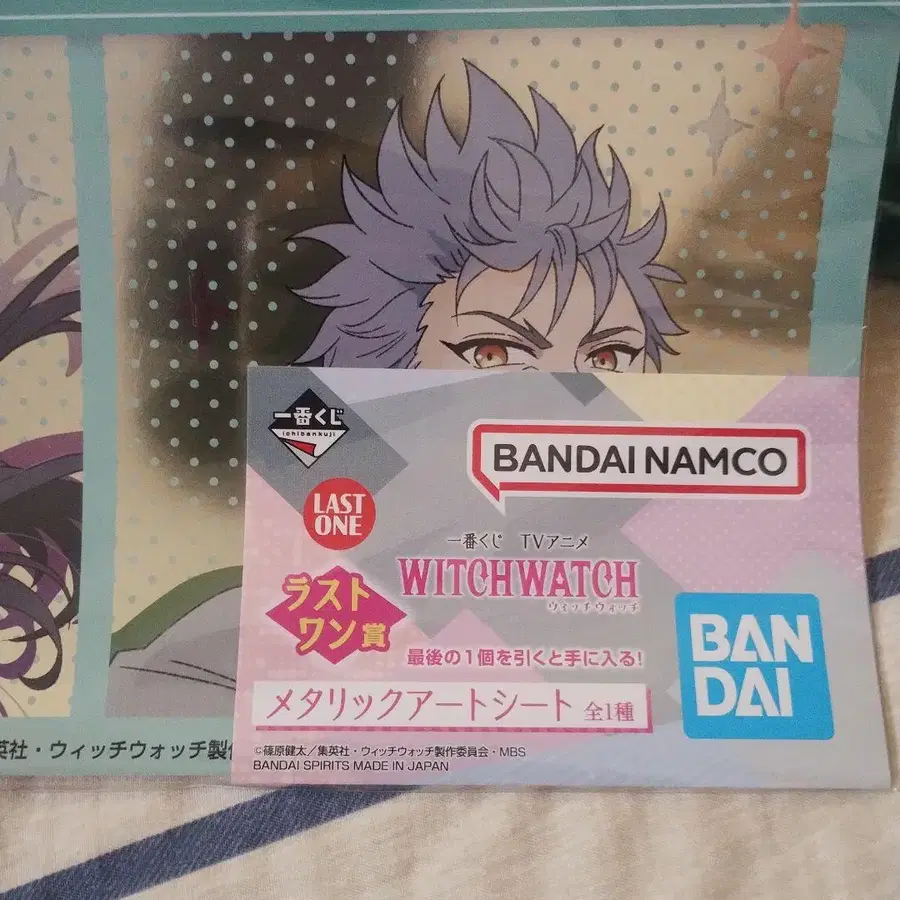 一番くじ
ichibankuji
BANDAI NAMCO
LAST
ONE
一番くじ TVアニメ
WITCH WATCH
ウィッチウォッチ
ラスト
ワン賞
最後の1個を引くと手に入る!
BAN
DAI
メタリックアートシート 全1種
英社・ウィッチウォッチ製作
©篠原健太/集英社・ウィッチウォッチ製作委員会・MBS
BANDAI SPIRITS MADE IN JAPAN